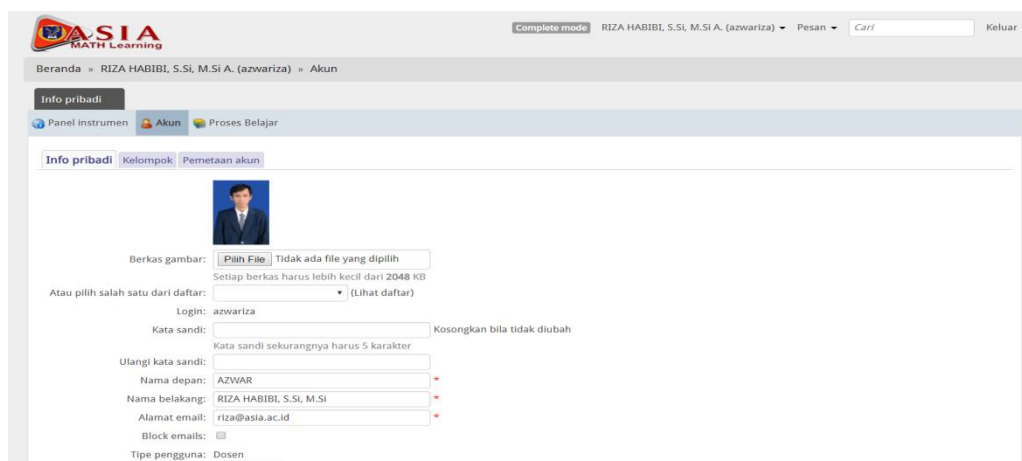 ASIA
MATH Learning
Complete mode RIZA HABIBI, S.Si, M.Si A. (azwariza) Pesan Cari Keluar
Beranda » RIZA HABIBI, S.Si, M.Si A. (azwariza) » Akun
Info pribadi
Panel instrumen Akun Proses Belajar
Info pribadi Kelompok Pemetaan akun
Berkas gambar: Pilih File Tidak ada file yang dipilih
Setiap berkas harus lebih kecil dari 2048 KB
Atau pilih salah satu dari daftar: (Lihat daftar)
Login: azwariza
Kata sandi: Kosongkan bila tidak diubah
Kata sandi sekurangnya harus 5 karakter
Ulangi kata sandi:
Nama depan: AZWAR *
Nama belakang: RIZA HABIBI, S.Si, M.Si *
Alamat email: riza@asia.ac.id *
Block emails:
Tipe pengguna: Dosen